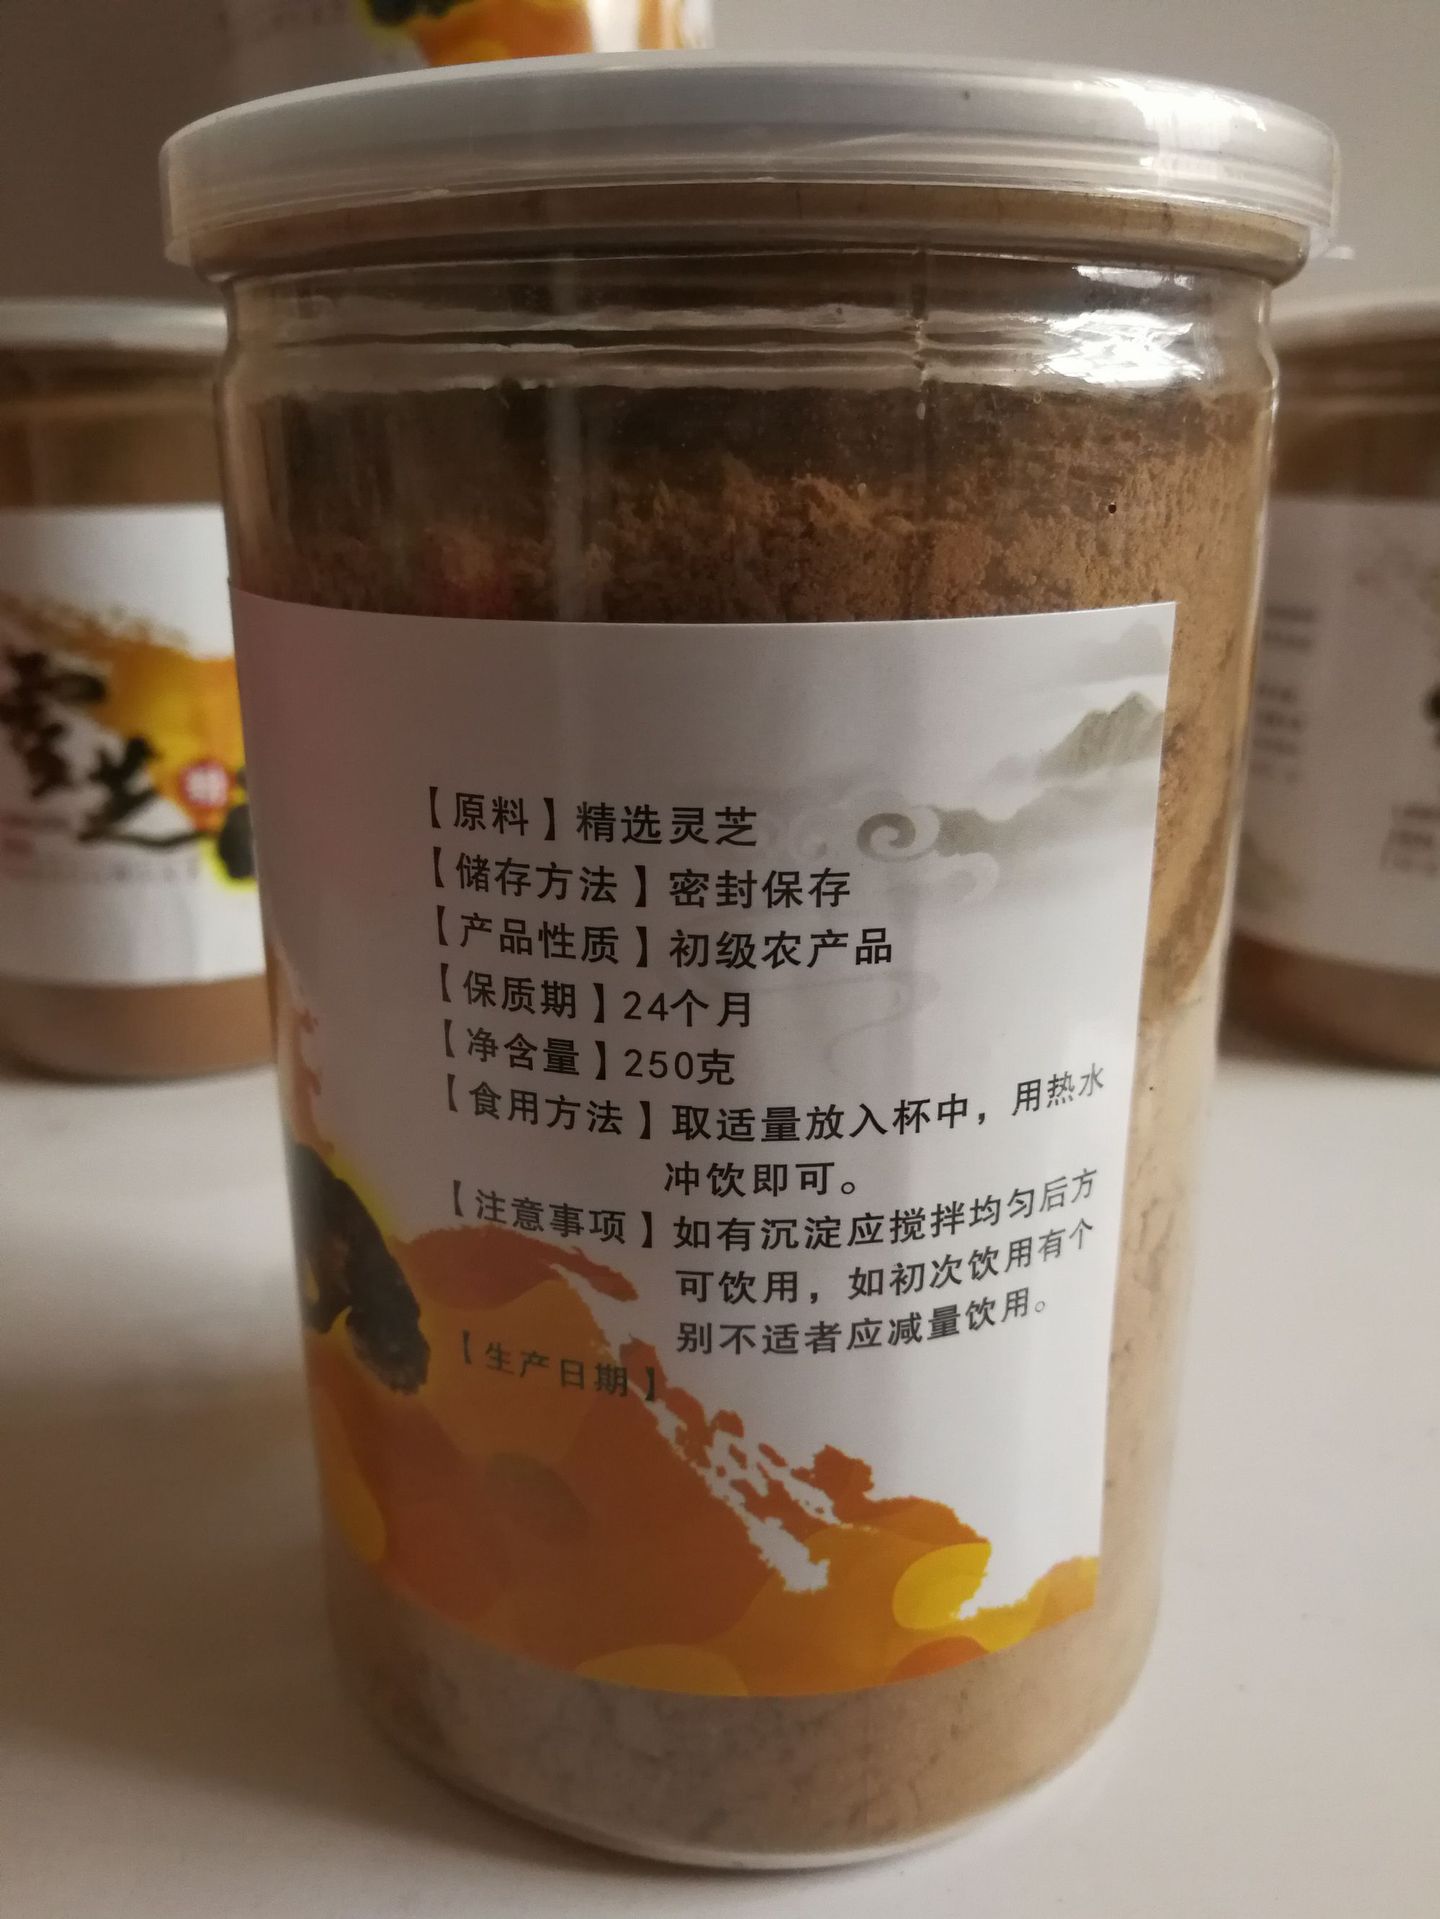 【原料】精选灵芝
【储存方法】密封保存
【产品性质】初级农产品
【保质期】24个月
【净含量】250克
【食用方法】取适量放入杯中，用热水
冲饮即可。
【注意事项】如有沉淀应搅拌均匀后方
可饮用，如初次饮用有个
别不适者应减量饮用。
【生产日期】